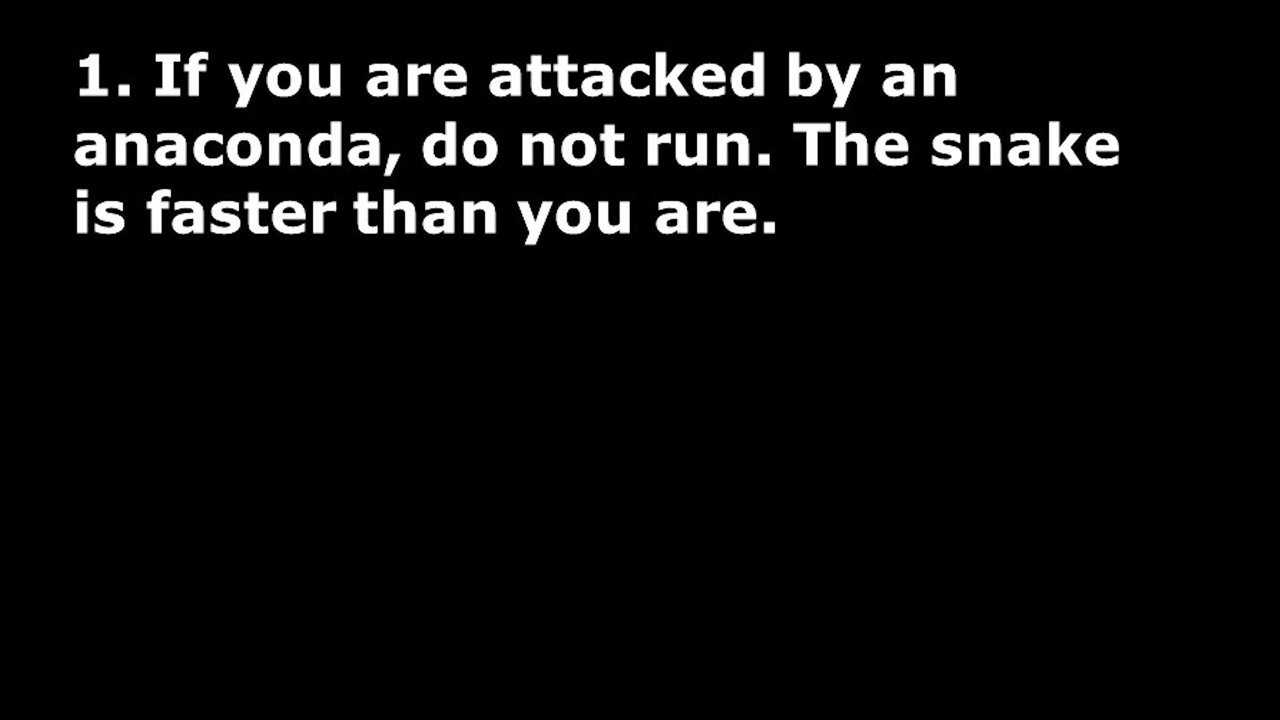 1. If you are attacked by an
anaconda, do not run. The snake
is faster than you are.